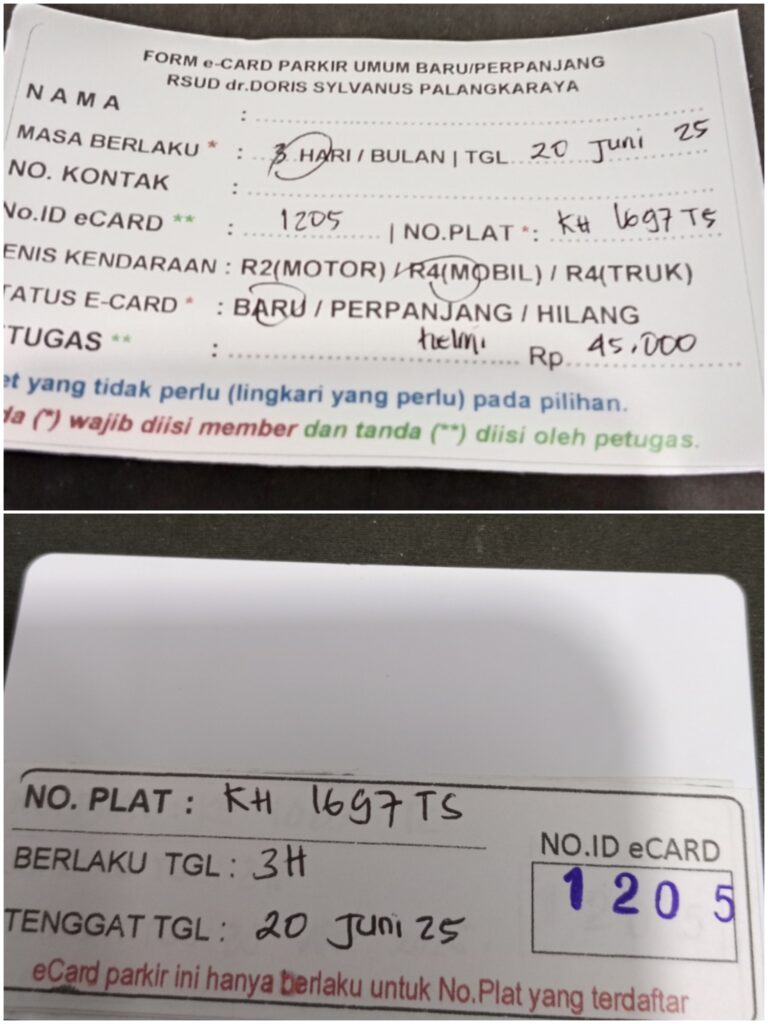 FORM e-CARD PARKIR UMUM BARU/PERPANJANG
RSUD dr.DORIS SYLVANUS PALANGKARAYA
NAMA : ........
MASA BERLAKU * : 3 HARI / BULAN | TGL 20 Juni 25
NO. KONTAK : ........
No.ID eCARD ** : 1205 | NO.PLAT *: KH 1697 TS
ENIS KENDARAAN : R2(MOTOR) / R4(MOBIL) / R4(TRUK)
TATUS E-CARD * : BARU / PERPANJANG / HILANG
TUGAS ** : helmi Rp 45.000
et yang tidak perlu (lingkari yang perlu) pada pilihan.
da (*) wajib diisi member dan tanda (**) diisi oleh petugas.
NO. PLAT : KH 1697 TS
BERLAKU TGL : 3H
TENGGAT TGL : 20 Juni 25
NO.ID eCARD
1205
eCard parkir ini hanya berlaku untuk No.Plat yang terdaftar